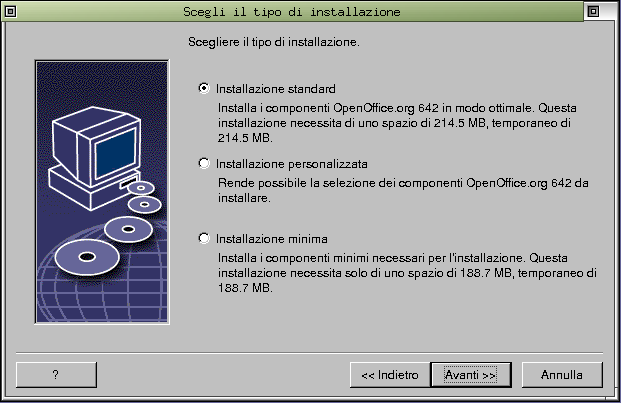 Scegli il tipo di installazione
Scegliere il tipo di installazione.
Installazione standard
Installa i componenti OpenOffice.org 642 in modo ottimale. Questa
installazione necessita di uno spazio di 214.5 MB, temporaneo di
214.5 MB.
Installazione personalizzata
Rende possibile la selezione dei componenti OpenOffice.org 642 da
installare.
Installazione minima
Installa i componenti minimi necessari per l'installazione. Questa
installazione necessita solo di uno spazio di 188.7 MB, temporaneo di
188.7 MB.
? << Indietro Avanti >> Annulla